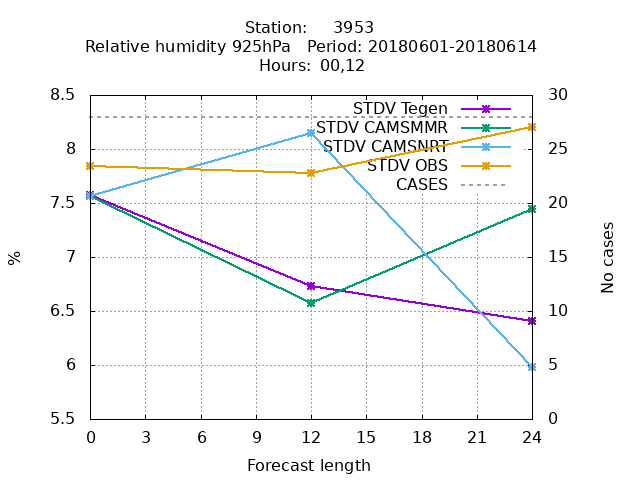 Station: 3953
Relative humidity 925hPa Period: 20180601-20180614
Hours: 00,12
8.5 30
STDV Tegen
STDV CAMSMMR
8 25
STDV CAMSNRT
STDV OBS
CASES
7.5 20
7 15
%
No cases
6.5 10
6 5
5.5 0
0 3 6 9 12 15 18 21 24
Forecast length